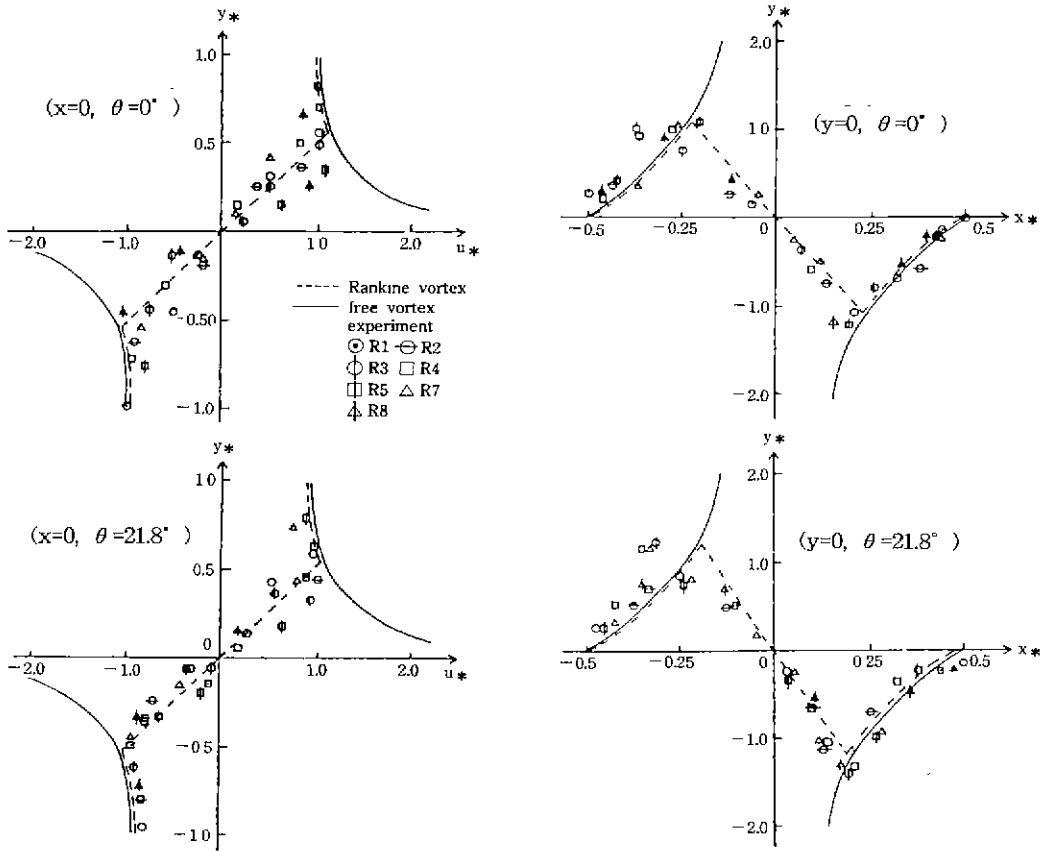 y*
1.0
(x=0, θ=0° )
0.5
−2.0 −1.0 0 1.0 2.0
u*
−0.50
−1.0
----- Rankine vortex
—— free vortex
experiment
R1 R2
R3 R4
R5 R7
R8
y*
2.0
(y=0, θ=0° )
1.0
−0.5 −0.25 0 0.25 0.5
x*
−1.0
−2.0
y*
1 0
(x=0, θ=21.8° )
0.5
0
−2.0 −1.0 1.0 2.0
u*
−0 5
−1 0
y*
2.0
(y=0, θ=21.8° )
1.0
−0.5 −0.25 0 0.25 0.5
x*
−1.0
−2.0